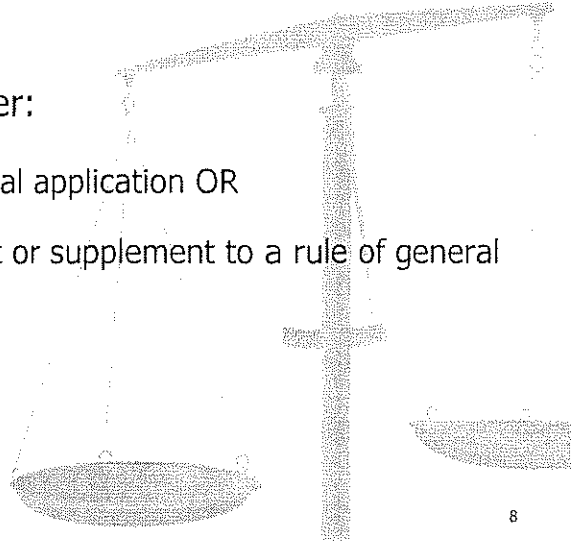 er:
al application OR
t or supplement to a rule of general
8